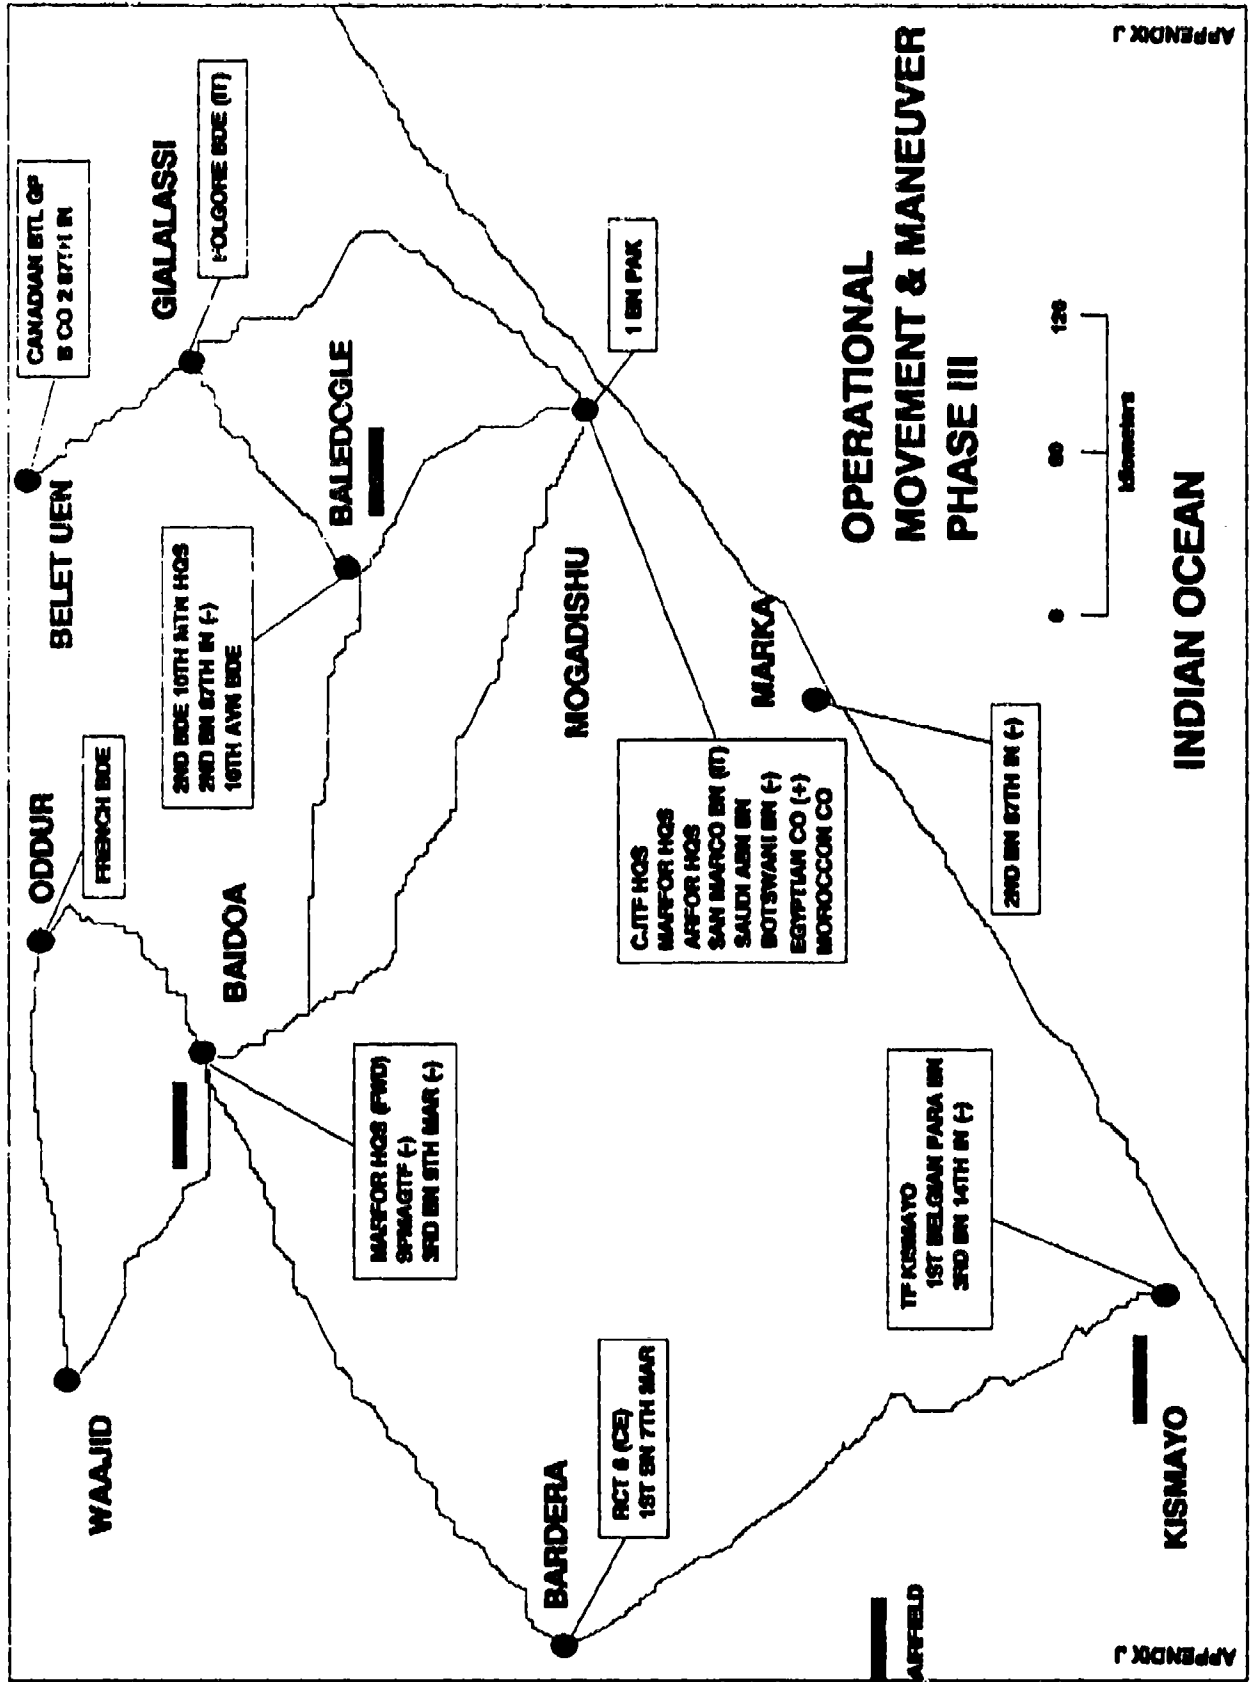 APPENDIX J
CANADIAN BTL GP
B CO 2 87TH IN
BELET UEN
GIALALASSI
FOLGORE BDE (IT)
ODDUR
FRENCH BDE
2ND BDE 10TH MTN HQS
2ND BN 87TH IN (-)
10TH AVN BDE
BALEDOGLE
WAAJID
BAIDOA
MARFOR HQS (FWD)
SPMAGTF (-)
3RD BN 9TH MAR (-)
MOGADISHU
1 BN PAK
CJTF HQS
MARFOR HQS
ARFOR HQS
SAN MARCO BN (IT)
SAUDI ABN BN
BOTSWANI BN (-)
EGYPTIAN CO (+)
MOROCCON CO
BARDERA
RCT 6 (CE)
1ST BN 7TH MAR
MARKA
2ND BN 87TH IN (-)
TF KISMAYO
1ST BELGIAN PARA BN
3RD BN 14TH IN (-)
KISMAYO
OPERATIONAL
MOVEMENT & MANEUVER
PHASE III
0 60 120
kilometers
INDIAN OCEAN
AIRFIELD
APPENDIX J